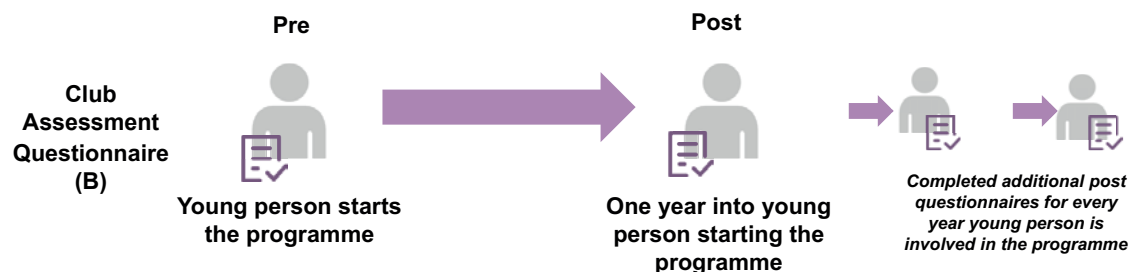 Pre
Post
Club
Assessment
Questionnaire
(B)
Young person starts
the programme
One year into young
person starting the
programme
Completed additional post
questionnaires for every
year young person is
involved in the programme